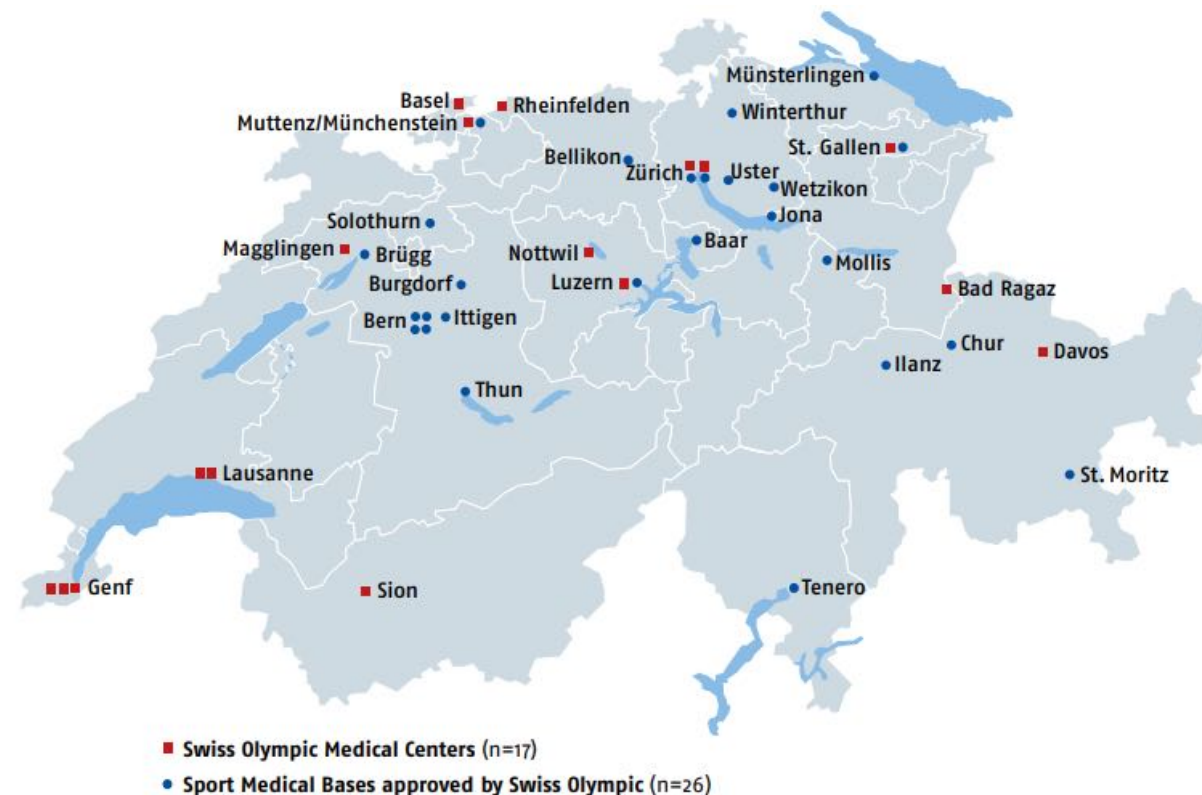 Münsterlingen
Basel
Rheinfelden
Winterthur
Muttenz/Münchenstein
St. Gallen
Bellikon
Zürich
Uster
Wetzikon
Jona
Solothurn
Baar
Magglingen
Brügg
Nottwil
Mollis
Burgdorf
Luzern
Bad Ragaz
Bern
Ittigen
Chur
Davos
Ilanz
Thun
Lausanne
St. Moritz
Genf
Sion
Tenero
Swiss Olympic Medical Centers (n=17)
Sport Medical Bases approved by Swiss Olympic (n=26)